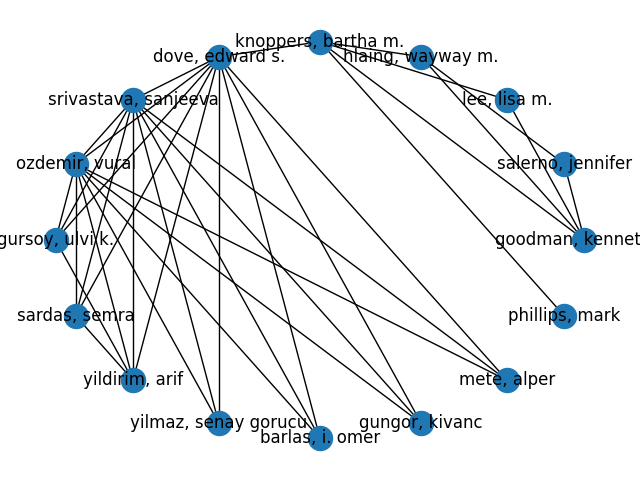 knoppers, bartha m.
dove, edward s.
hlaing, wayway m.
srivastava, sanjeeva
lee, lisa m.
ozdemir, vural
salerno, jennifer
gursoy, ulvi k.
goodman, kennet
sardas, semra
phillips, mark
yildirim, arif
mete, alper
yilmaz, senay gorucu
gungor, kivanc
barlas, i. omer